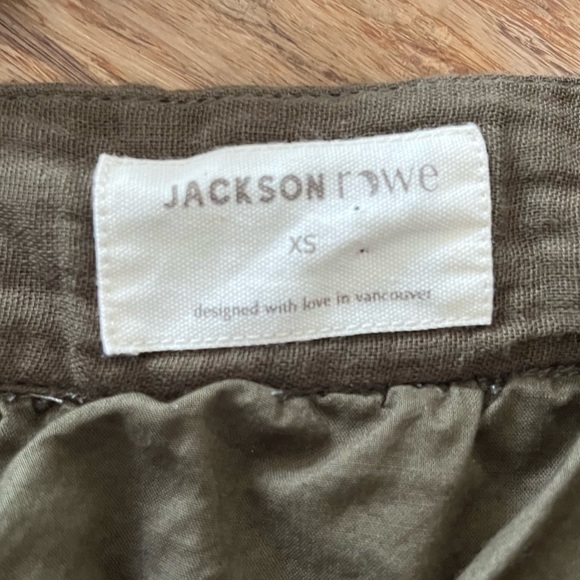 JACKSON rowe
XS
designed with love in vancouver